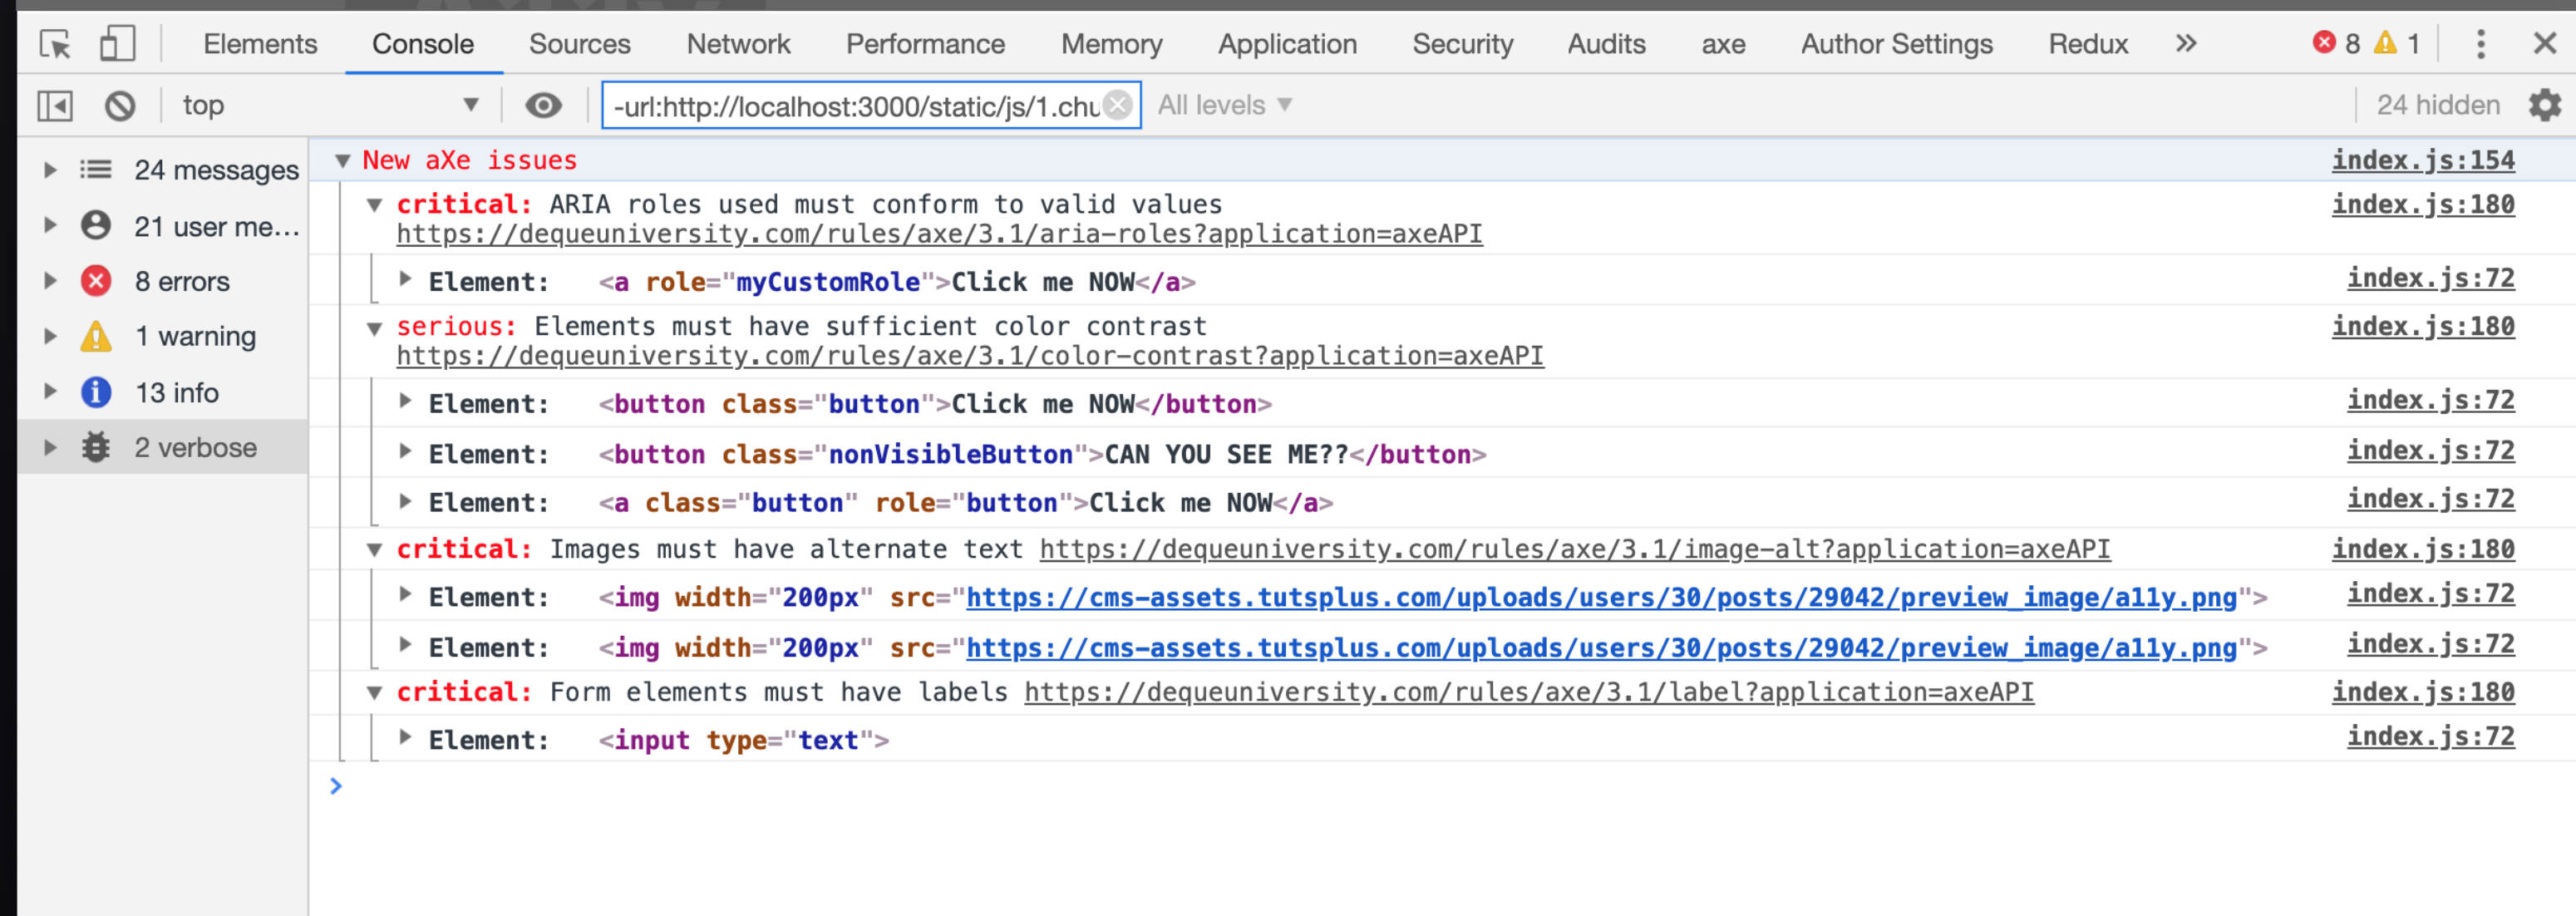 Elements Console Sources Network Performance Memory Application Security Audits axe Author Settings Redux » 8 1
top -url:http://localhost:3000/static/js/1.chu All levels 24 hidden
24 messages
21 user me...
8 errors
1 warning
13 info
2 verbose
New aXe issues index.js:154
critical: ARIA roles used must conform to valid values index.js:180
https://dequeuniversity.com/rules/axe/3.1/aria-roles?application=axeAPI
Element: <a role="myCustomRole">Click me NOW</a> index.js:72
serious: Elements must have sufficient color contrast index.js:180
https://dequeuniversity.com/rules/axe/3.1/color-contrast?application=axeAPI
Element: <button class="button">Click me NOW</button> index.js:72
Element: <button class="nonVisibleButton">CAN YOU SEE ME??</button> index.js:72
Element: <a class="button" role="button">Click me NOW</a> index.js:72
critical: Images must have alternate text https://dequeuniversity.com/rules/axe/3.1/image-alt?application=axeAPI index.js:180
Element: <img width="200px" src="https://cms-assets.tutsplus.com/uploads/users/30/posts/29042/preview_image/a11y.png"> index.js:72
Element: <img width="200px" src="https://cms-assets.tutsplus.com/uploads/users/30/posts/29042/preview_image/a11y.png"> index.js:72
critical: Form elements must have labels https://dequeuniversity.com/rules/axe/3.1/label?application=axeAPI index.js:180
Element: <input type="text"> index.js:72